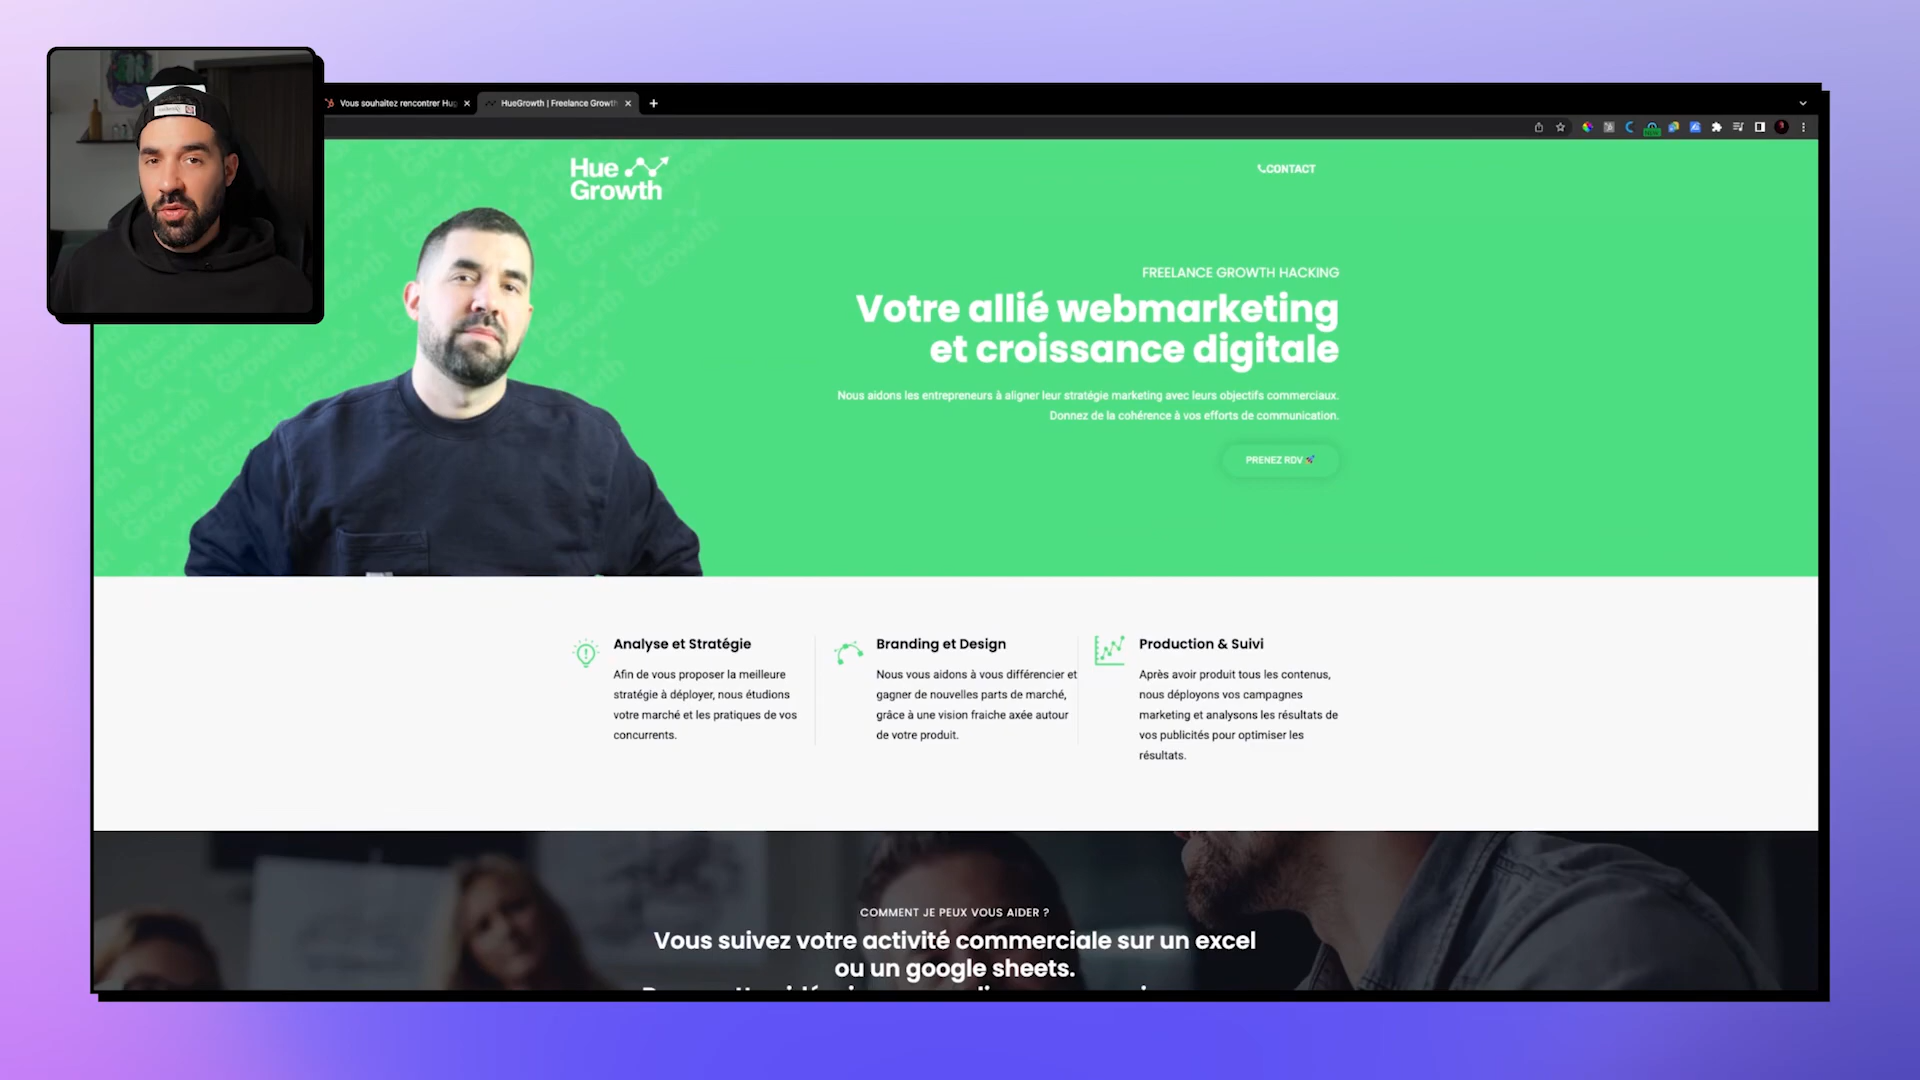 Vous souhaitez rencontrer Hug
HueGrowth | Freelance Growth
Hue
Growth
CONTACT
FREELANCE GROWTH HACKING
Votre allié webmarketing
et croissance digitale
Nous aidons les entrepreneurs à aligner leur stratégie marketing avec leurs objectifs commerciaux.
Donnez de la cohérence à vos efforts de communication.
PRENEZ RDV 🚀
Analyse et Stratégie
Afin de vous proposer la meilleure
stratégie à déployer, nous étudions
votre marché et les pratiques de vos
concurrents.
Branding et Design
Nous vous aidons à vous différencier et
gagner de nouvelles parts de marché,
grâce à une vision fraiche axée autour
de votre produit.
Production & Suivi
Après avoir produit tous les contenus,
nous déployons vos campagnes
marketing et analysons les résultats de
vos publicités pour optimiser les
résultats.
COMMENT JE PEUX VOUS AIDER ?
Vous suivez votre activité commerciale sur un excel
ou un google sheets.